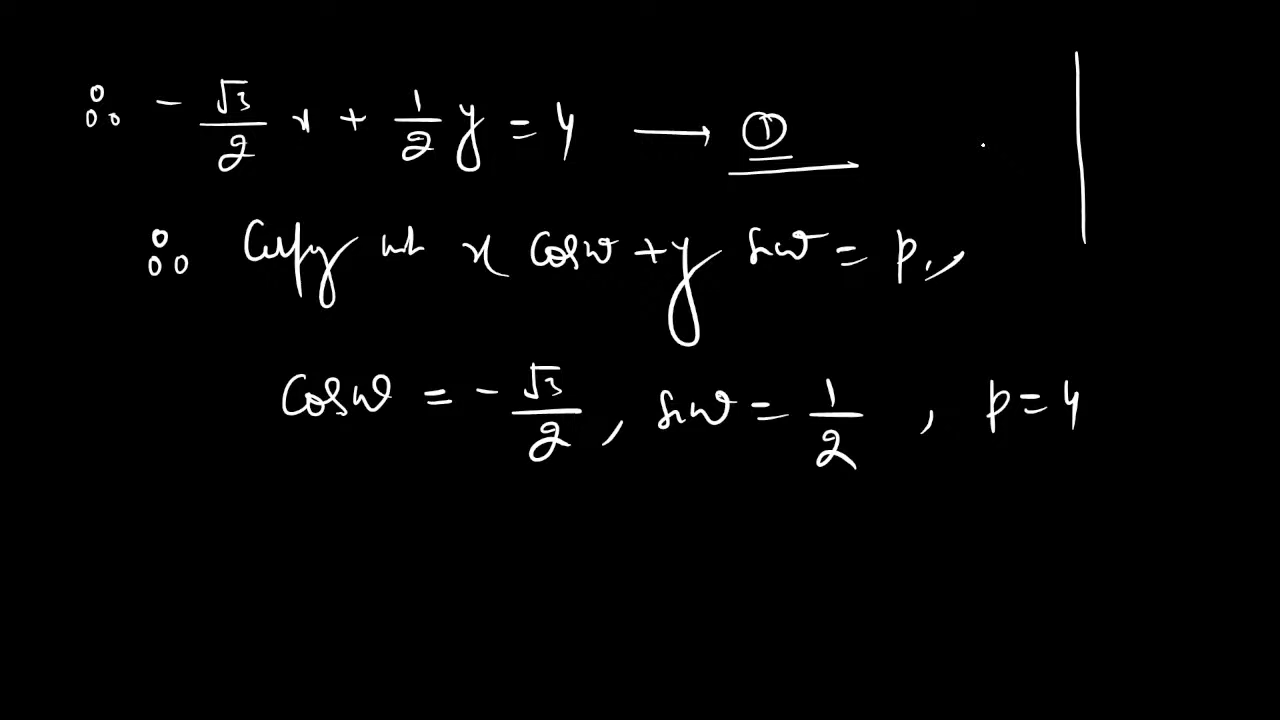 ∴ - √3/2 x + 1/2 y = 4 ⟶ ①
∴ x cosω + y sinω = p,
cosω = - √3/2 , sinω = 1/2 , p = 4